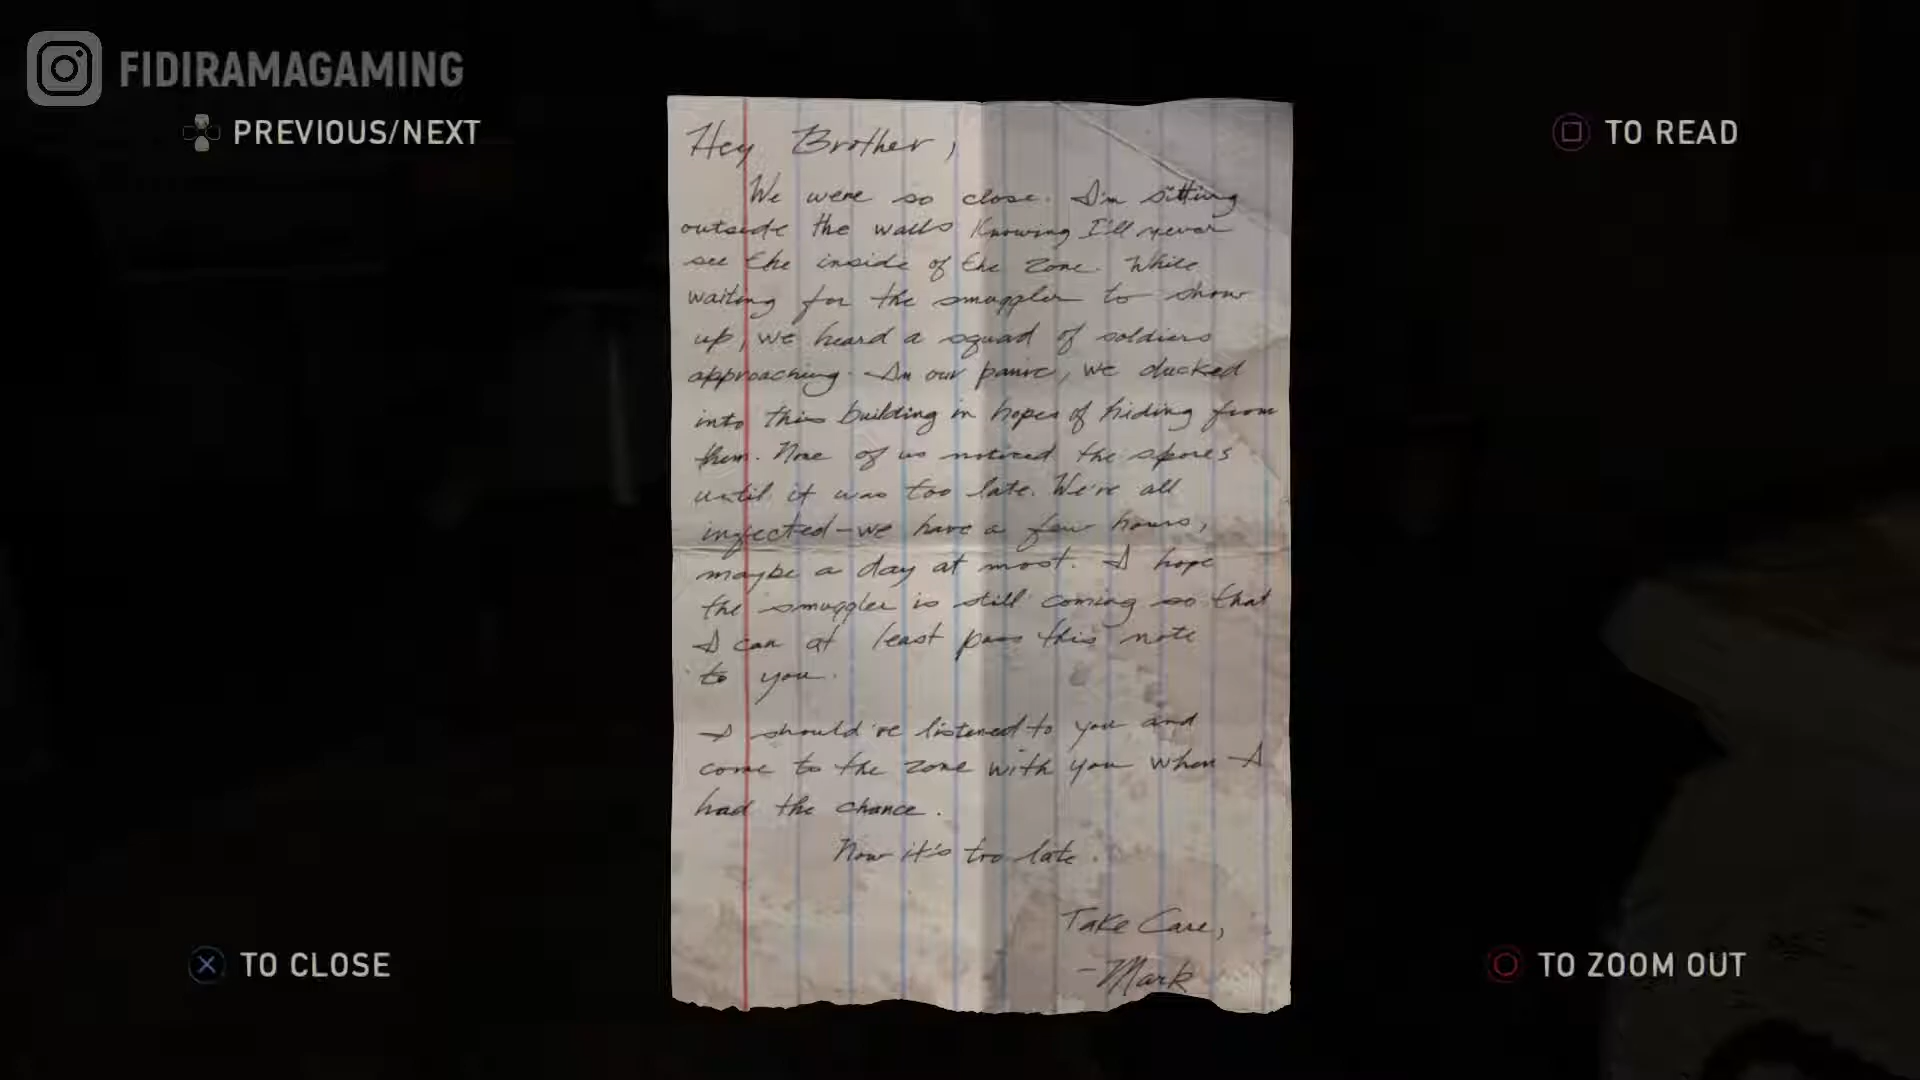 FIDIRAMAGAMING
PREVIOUS/NEXT
TO READ
Hey Brother,
We were so close. I'm sitting
outside the walls knowing I'll never
see the inside of the zone. While
waiting for the smuggler to show
up, we heard a squad of soldiers
approaching. In our panic, we ducked
into this building in hopes of hiding from
them. None of us noticed the spores
until it was too late. We're all
infected-we have a few hours,
maybe a day at most. I hope
the smuggler is still coming so that
I can at least pass this note
to you.
I should've listened to you and
come to the zone with you when I
had the chance.
Now it's too late.
Take Care,
-Mark
TO CLOSE
TO ZOOM OUT